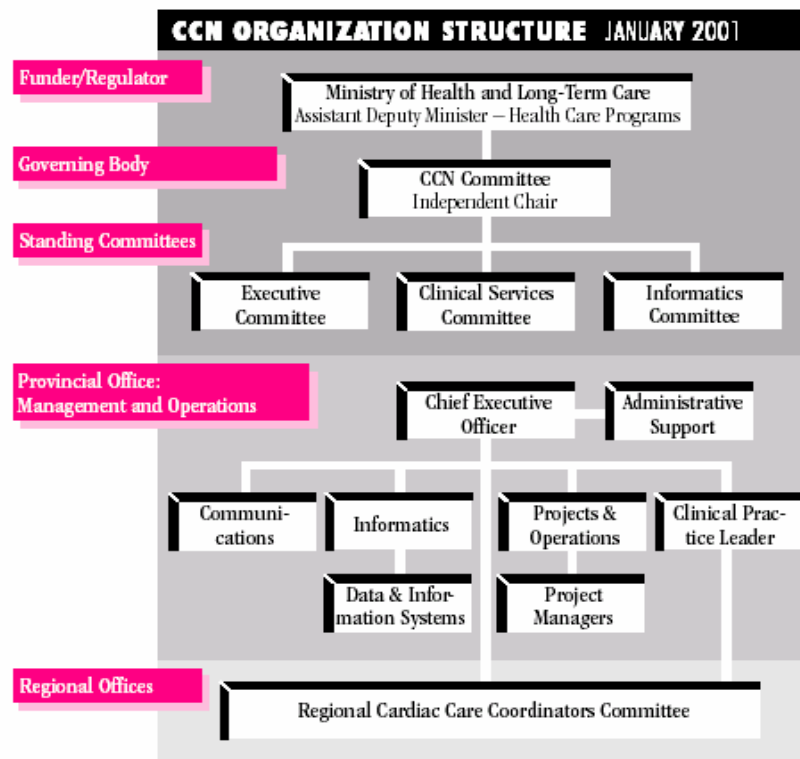 CCN ORGANIZATION STRUCTURE JANUARY 2001
Funder/Regulator
Ministry of Health and Long-Term Care
Assistant Deputy Minister – Health Care Programs
Governing Body
CCN Committee
Independent Chair
Standing Committees
Executive
Committee
Clinical Services
Committee
Informatics
Committee
Provincial Office:
Management and Operations
Chief Executive
Officer
Administrative
Support
Communi-
cations
Informatics
Projects &
Operations
Clinical Prac-
tice Leader
Data & Infor-
mation Systems
Project
Managers
Regional Offices
Regional Cardiac Care Coordinators Committee